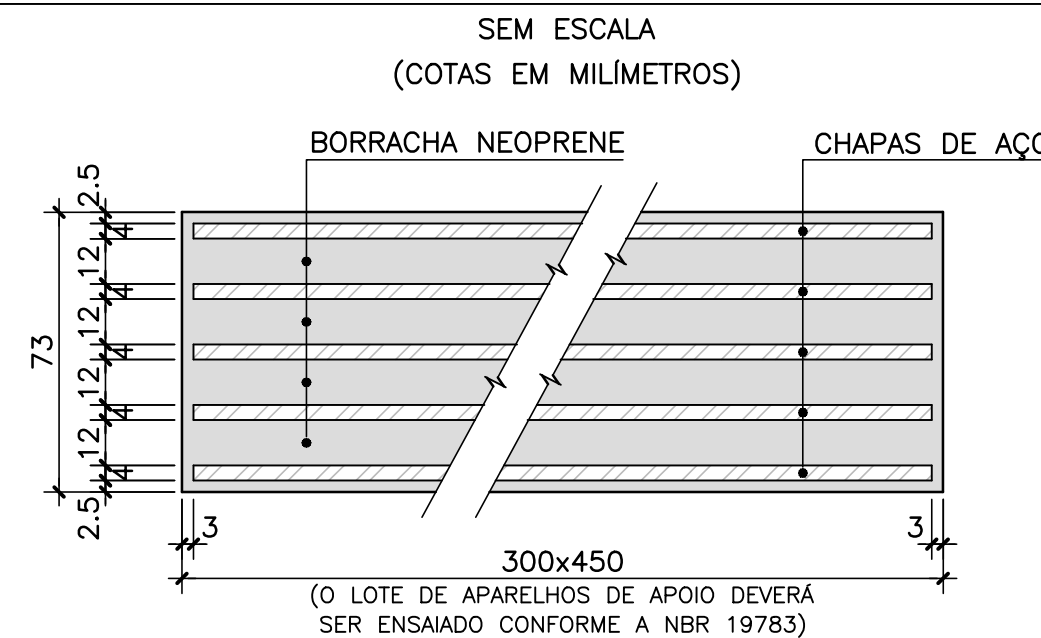 SEM ESCALA
(COTAS EM MILÍMETROS)
BORRACHA NEOPRENE
CHAPAS DE AÇO
2.5
4
12
4
12
4
12
4
12
4
2.5
73
3
3
300x450
(O LOTE DE APARELHOS DE APOIO DEVERÁ
SER ENSAIADO CONFORME A NBR 19783)